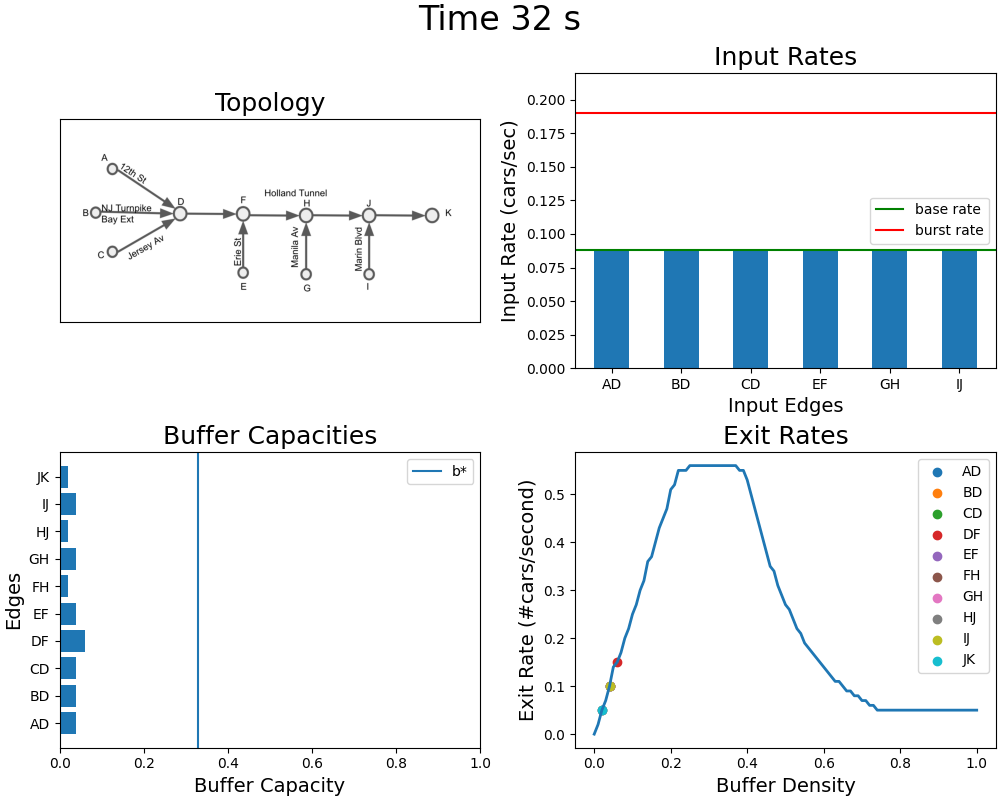 Time 32 s
Topology
A
12th St
B
NJ Turnpike
Bay Ext
C
Jersey Av
D
F
Holland Tunnel
H
J
K
Erie St
Manila Av
Marin Blvd
E
G
I
Input Rates
Input Rate (cars/sec)
0.200
0.175
0.150
0.125
0.100
0.075
0.050
0.025
0.000
base rate
burst rate
AD BD CD EF GH IJ
Input Edges
Buffer Capacities
Edges
JK
IJ
HJ
GH
FH
EF
DF
CD
BD
AD
b*
0.0 0.2 0.4 0.6 0.8 1.0
Buffer Capacity
Exit Rates
Exit Rate (#cars/second)
0.5
0.4
0.3
0.2
0.1
0.0
AD
BD
CD
DF
EF
FH
GH
HJ
IJ
JK
0.0 0.2 0.4 0.6 0.8 1.0
Buffer Density